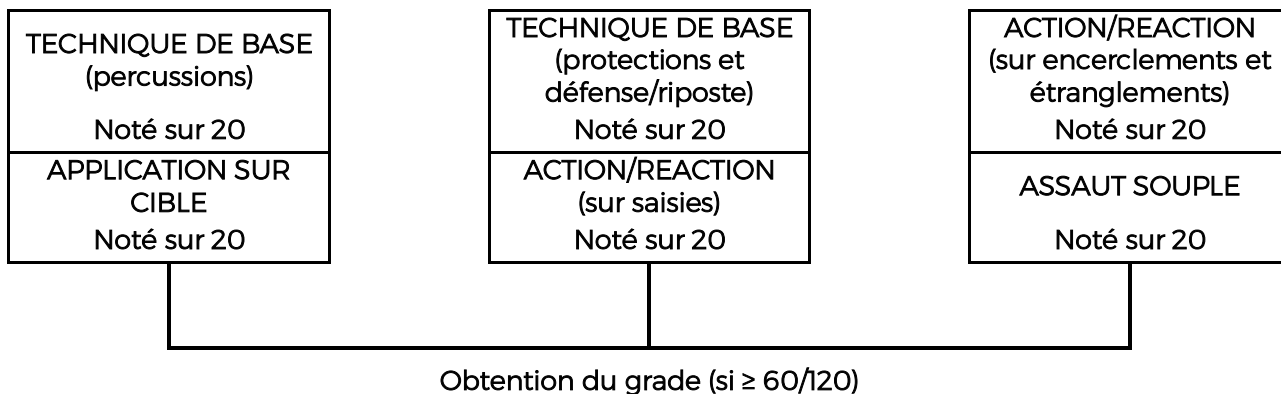 TECHNIQUE DE BASE
(percussions)
Noté sur 20
APPLICATION SUR
CIBLE
Noté sur 20
TECHNIQUE DE BASE
(protections et
défense/riposte)
Noté sur 20
ACTION/REACTION
(sur saisies)
Noté sur 20
ACTION/REACTION
(sur encerclements et
étranglements)
Noté sur 20
ASSAUT SOUPLE
Noté sur 20
Obtention du grade (si ≥ 60/120)